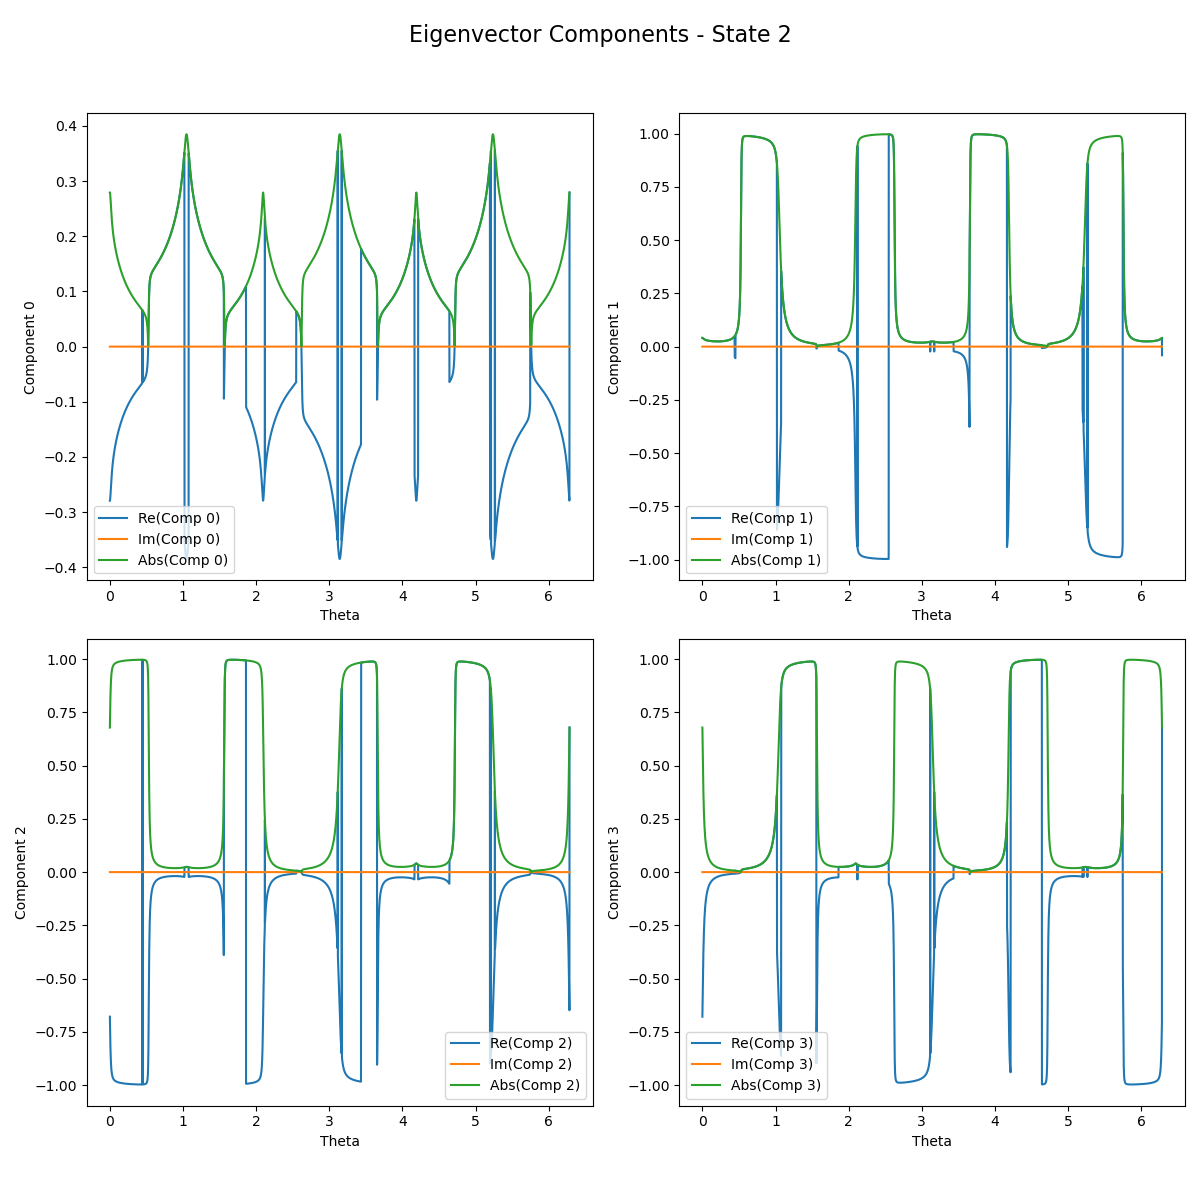 Eigenvector Components - State 2
0.4
0.3
0.2
0.1
0.0
−0.1
−0.2
−0.3
−0.4
Component 0
Re(Comp 0)
Im(Comp 0)
Abs(Comp 0)
0 1 2 3 4 5 6
Theta
1.00
0.75
0.50
0.25
0.00
−0.25
−0.50
−0.75
−1.00
Component 1
Re(Comp 1)
Im(Comp 1)
Abs(Comp 1)
0 1 2 3 4 5 6
Theta
1.00
0.75
0.50
0.25
0.00
−0.25
−0.50
−0.75
−1.00
Component 2
Re(Comp 2)
Im(Comp 2)
Abs(Comp 2)
0 1 2 3 4 5 6
Theta
1.00
0.75
0.50
0.25
0.00
−0.25
−0.50
−0.75
−1.00
Component 3
Re(Comp 3)
Im(Comp 3)
Abs(Comp 3)
0 1 2 3 4 5 6
Theta